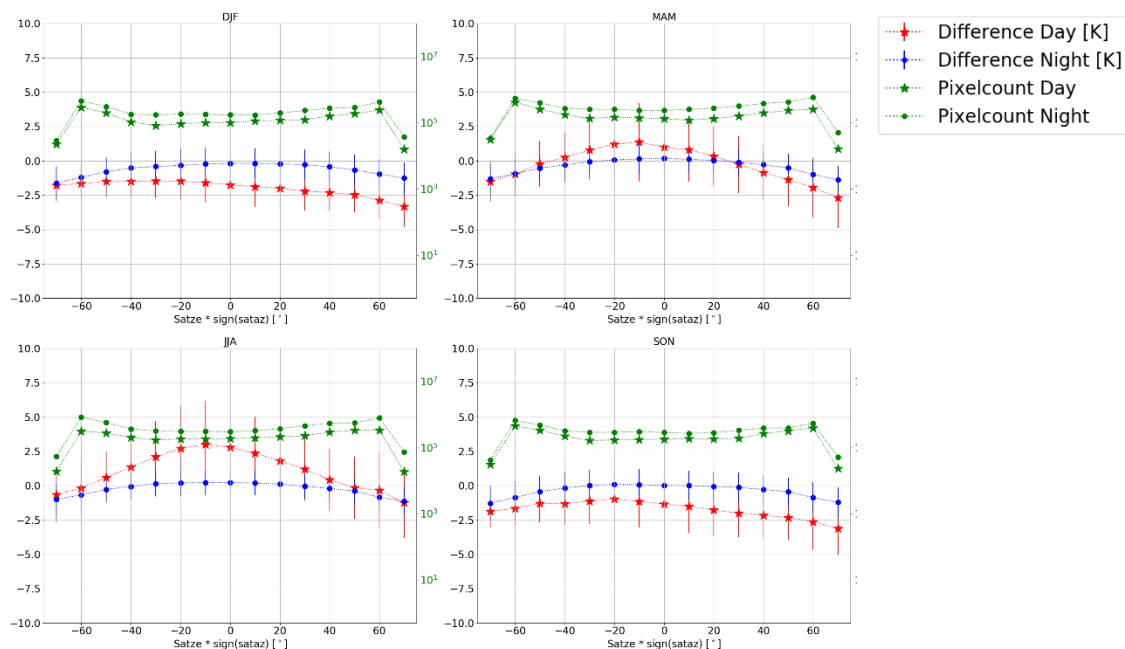 DJF
10.0
7.5
5.0
2.5
0.0
−2.5
−5.0
−7.5
−10.0
10⁷
10⁵
10³
10¹
−60 −40 −20 0 20 40 60
Satze * sign(sataz) [°]
MAM
10.0
7.5
5.0
2.5
0.0
−2.5
−5.0
−7.5
−10.0
−60 −40 −20 0 20 40 60
Satze * sign(sataz) [°]
Difference Day [K]
Difference Night [K]
Pixelcount Day
Pixelcount Night
JJA
10.0
7.5
5.0
2.5
0.0
−2.5
−5.0
−7.5
−10.0
10⁷
10⁵
10³
10¹
−60 −40 −20 0 20 40 60
Satze * sign(sataz) [°]
SON
10.0
7.5
5.0
2.5
0.0
−2.5
−5.0
−7.5
−10.0
−60 −40 −20 0 20 40 60
Satze * sign(sataz) [°]